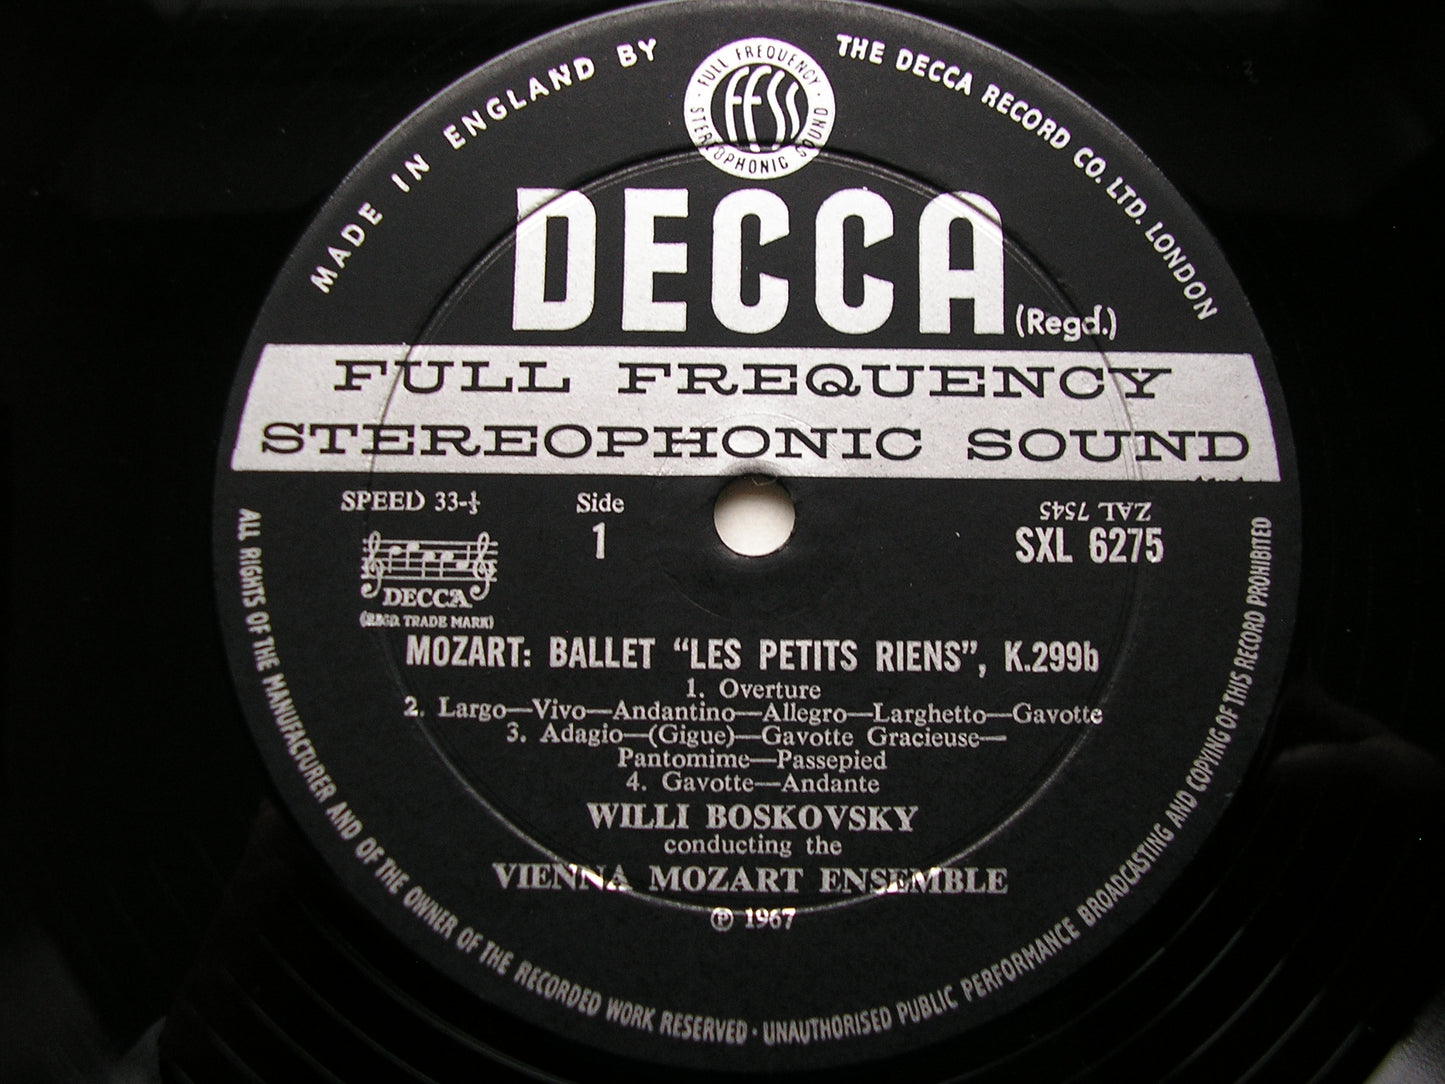 MADE IN ENGLAND BY
THE DECCA RECORD CO. LTD. LONDON
FULL FREQUENCY
FFSS
STEREOPHONIC SOUND
DECCA (Regd.)
FULL FREQUENCY
STEREOPHONIC SOUND
SPEED 33-⅓
Side
1
ZAL 7545
SXL 6275
DECCA
(REGD. TRADE MARK)
MOZART: BALLET “LES PETITS RIENS”, K.299b
1. Overture
2. Largo—Vivo—Andantino—Allegro—Larghetto—Gavotte
3. Adagio—(Gigue)—Gavotte Gracieuse—
Pantomime—Passepied
4. Gavotte—Andante
WILLI BOSKOVSKY
conducting the
VIENNA MOZART ENSEMBLE
℗ 1967
ALL RIGHTS OF THE MANUFACTURER AND OF THE OWNER OF THE RECORDED WORK RESERVED · UNAUTHORISED PUBLIC PERFORMANCE BROADCASTING AND COPYING OF THIS RECORD PROHIBITED